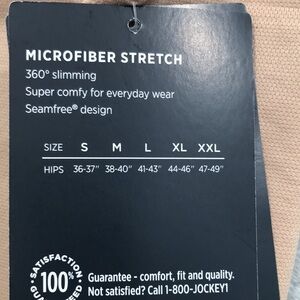 MICROFIBER STRETCH
360° slimming
Super comfy for everyday wear
Seamfree® design
SIZE S M L XL XXL
HIPS 36-37" 38-40" 41-43" 44-46" 47-49"
SATISFACTION
100%
Guarantee - comfort, fit and quality.
Not satisfied? Call 1-800-JOCKEY1